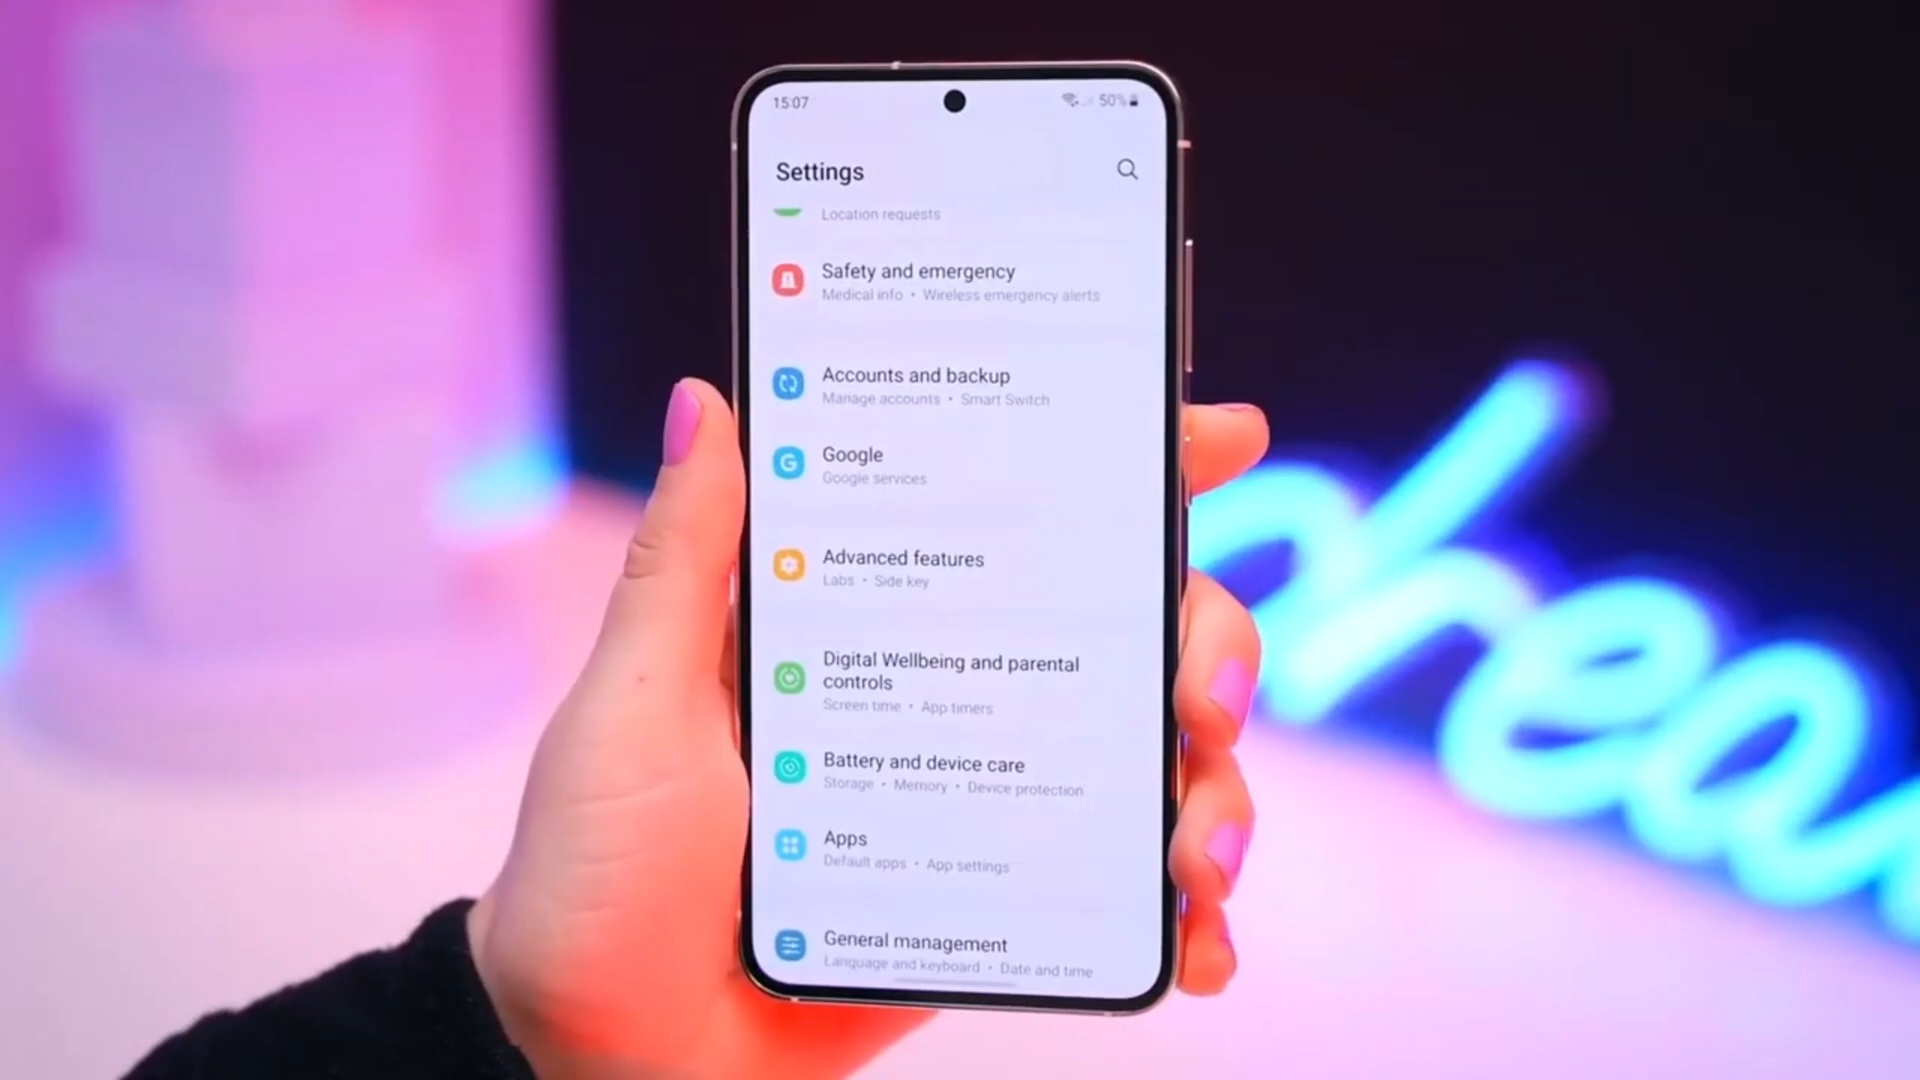 15:07
50%
Settings
Location requests
Safety and emergency
Medical info • Wireless emergency alerts
Accounts and backup
Manage accounts • Smart Switch
Google
Google services
Advanced features
Labs • Side key
Digital Wellbeing and parental
controls
Screen time • App timers
Battery and device care
Storage • Memory • Device protection
Apps
Default apps • App settings
General management
Language and keyboard • Date and time